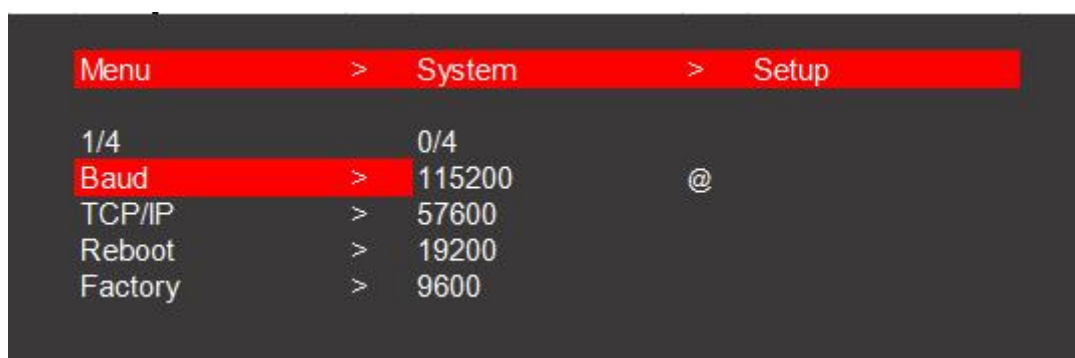 Menu > System > Setup
1/4 0/4
Baud > 115200 @
TCP/IP > 57600
Reboot > 19200
Factory > 9600